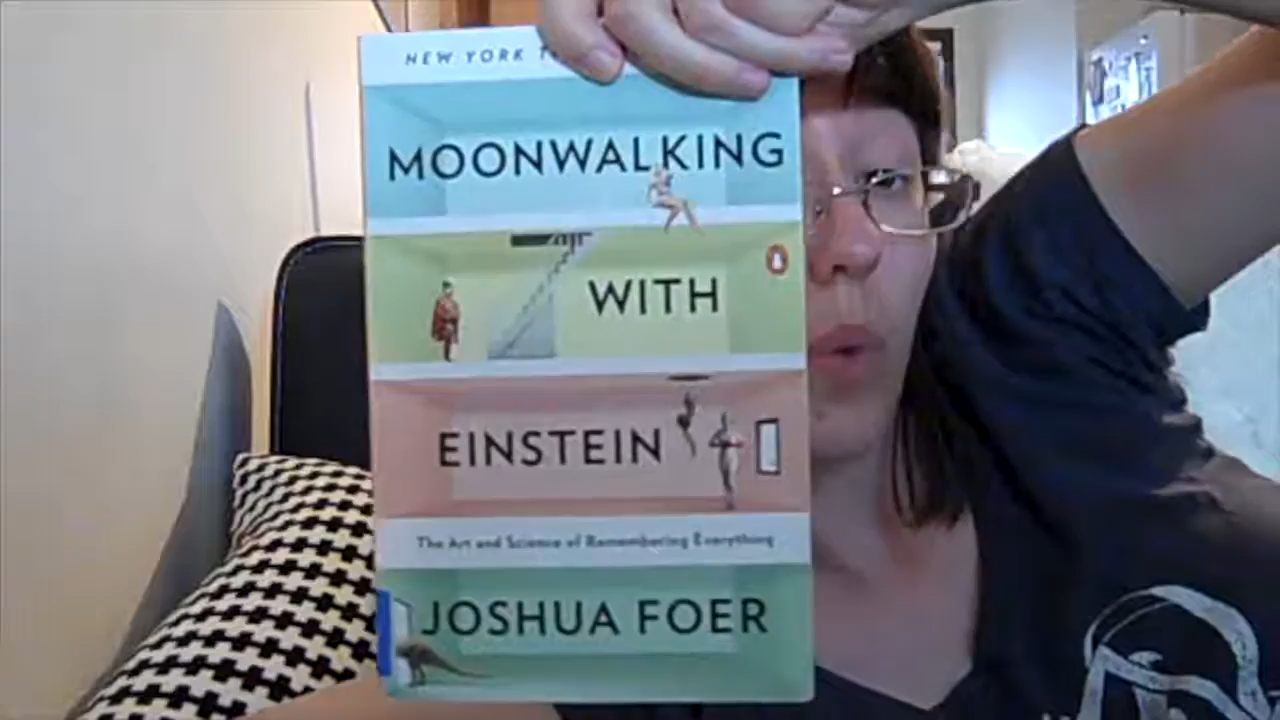 NEW YORK
MOONWALKING
WITH
EINSTEIN
The Art and Science of Remembering Everything
JOSHUA FOER